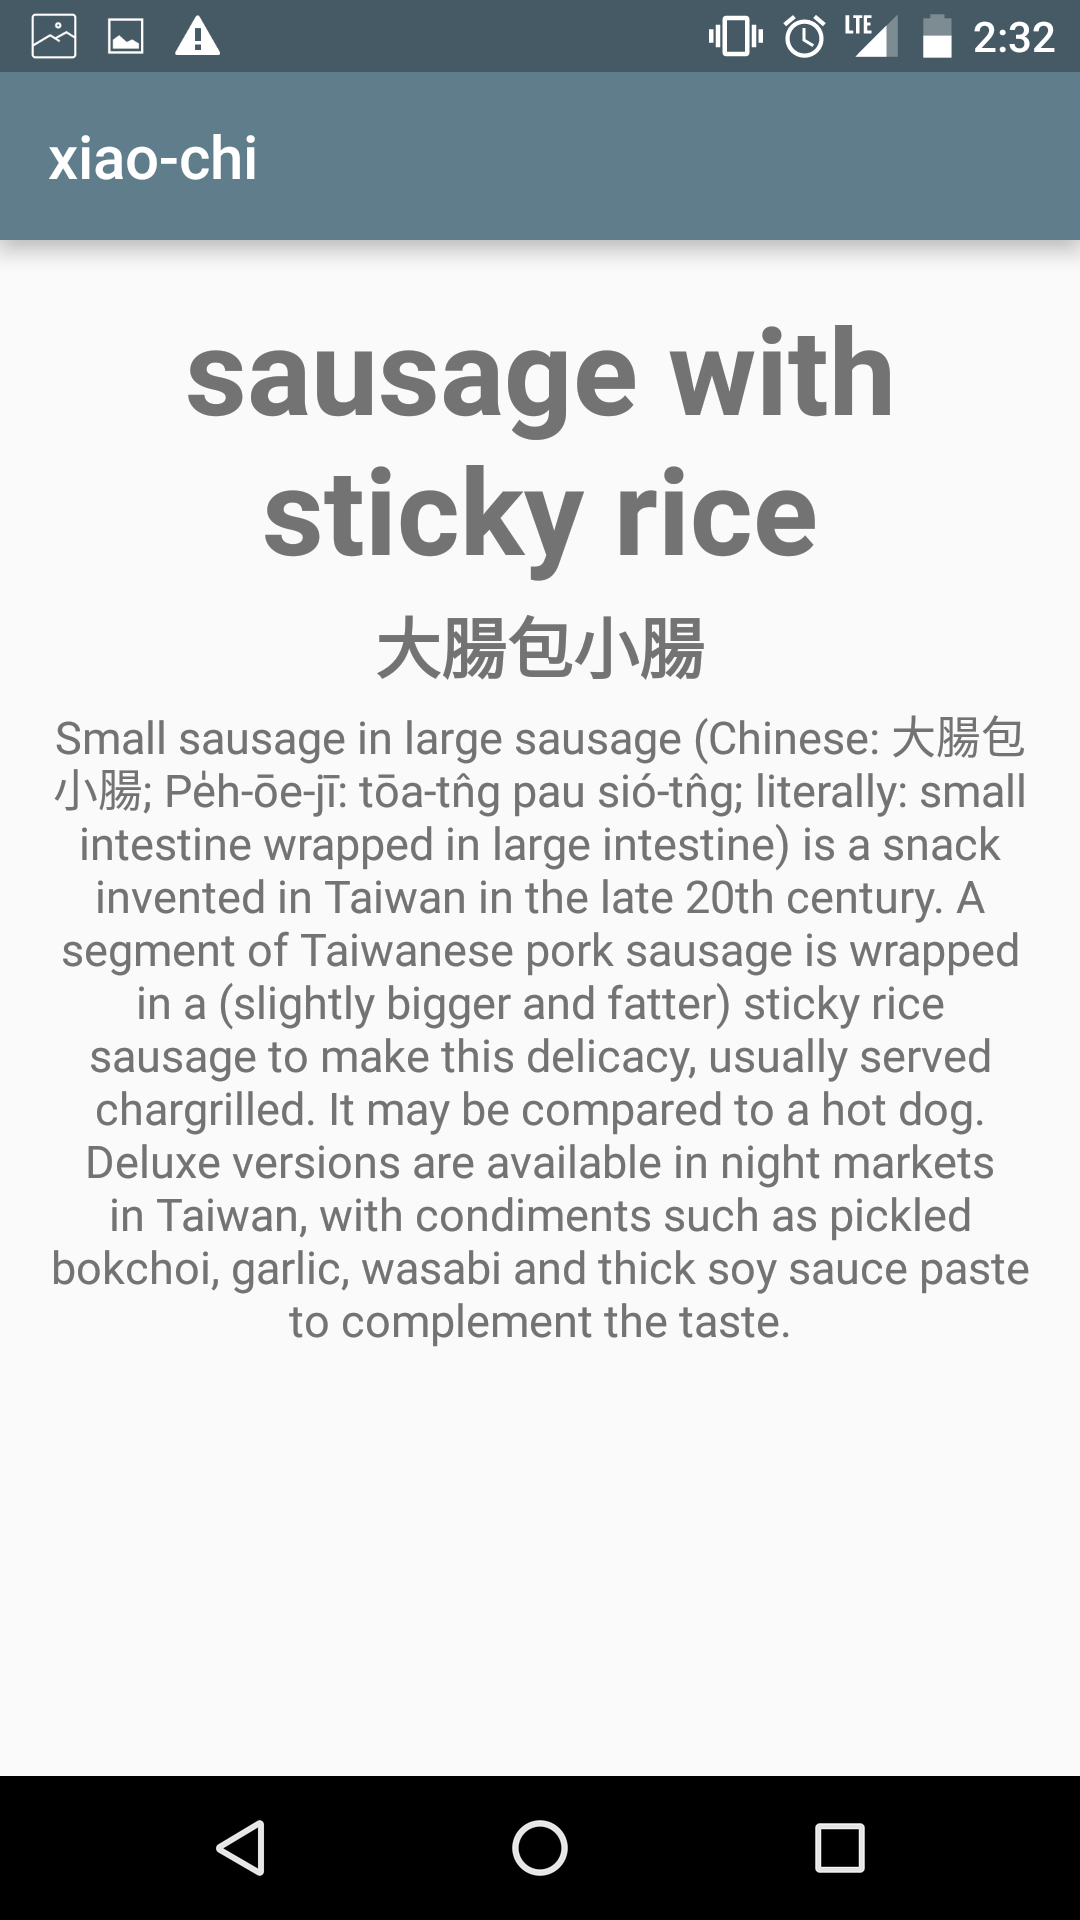 LTE 2:32
xiao-chi
sausage with
sticky rice
大腸包小腸
Small sausage in large sausage (Chinese: 大腸包
小腸; Pe̍h-ōe-jī: tōa-tn̂g pau sió-tn̂g; literally: small
intestine wrapped in large intestine) is a snack
invented in Taiwan in the late 20th century. A
segment of Taiwanese pork sausage is wrapped
in a (slightly bigger and fatter) sticky rice
sausage to make this delicacy, usually served
chargrilled. It may be compared to a hot dog.
Deluxe versions are available in night markets
in Taiwan, with condiments such as pickled
bokchoi, garlic, wasabi and thick soy sauce paste
to complement the taste.